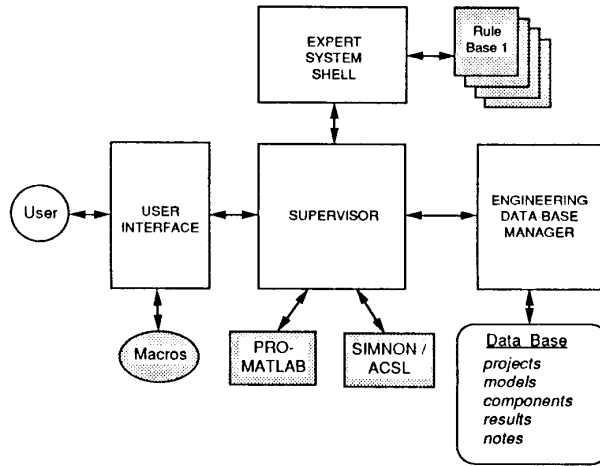 EXPERT
SYSTEM
SHELL
Rule
Base 1
User
USER
INTERFACE
SUPERVISOR
ENGINEERING
DATA BASE
MANAGER
Macros
PRO-
MATLAB
SIMNON /
ACSL
Data Base
projects
models
components
results
notes